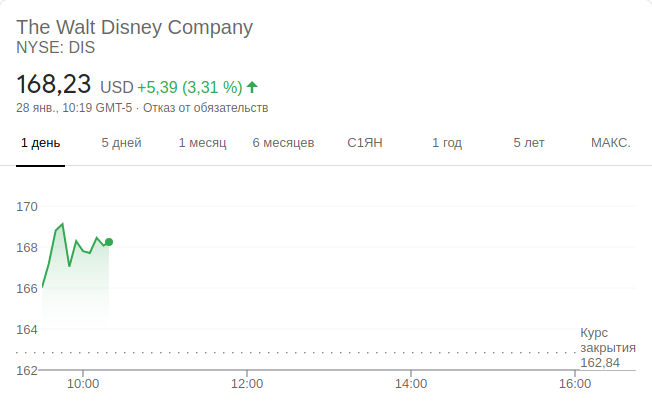 The Walt Disney Company
NYSE: DIS
168,23 USD +5,39 (3,31 %)
28 янв., 10:19 GMT-5 · Отказ от обязательств
1 день 5 дней 1 месяц 6 месяцев С1ЯН 1 год 5 лет МАКС.
170
168
166
164
Курс
закрытия
162,84
162
10:00 12:00 14:00 16:00